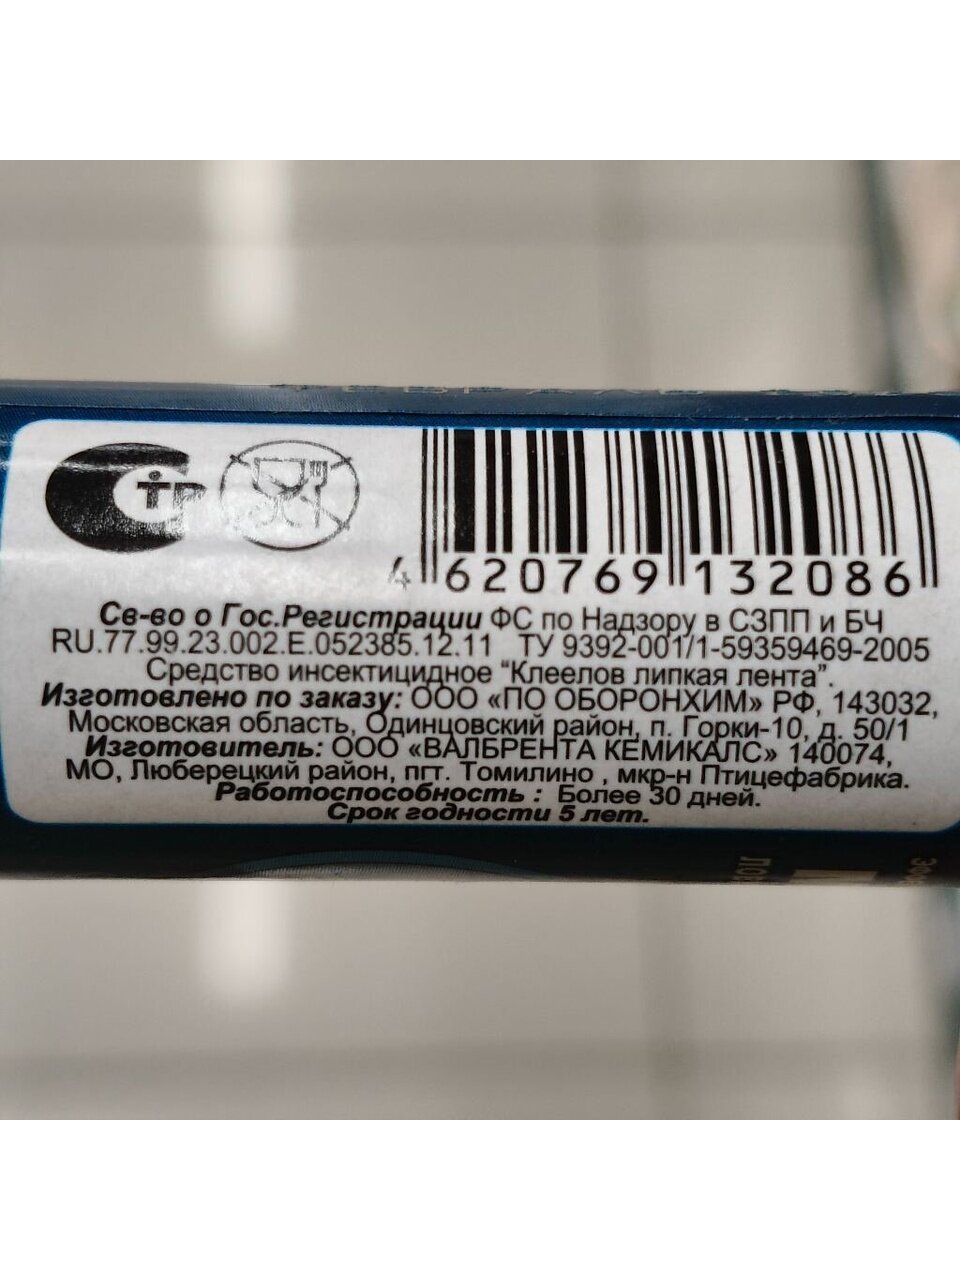 4 620769 132086
Св-во о Гос.Регистрации ФС по Надзору в СЗПП и БЧ
RU.77.99.23.002.Е.052385.12.11 ТУ 9392-001/1-59359469-2005
Средство инсектицидное “Клеелов липкая лента”.
Изготовлено по заказу: ООО «ПО ОБОРОНХИМ» РФ, 143032,
Московская область, Одинцовский район, п. Горки-10, д. 50/1
Изготовитель: ООО «ВАЛБРЕНТА КЕМИКАЛС» 140074,
МО, Люберецкий район, пгт. Томилино , мкр-н Птицефабрика.
Работоспособность : Более 30 дней.
Срок годности 5 лет.